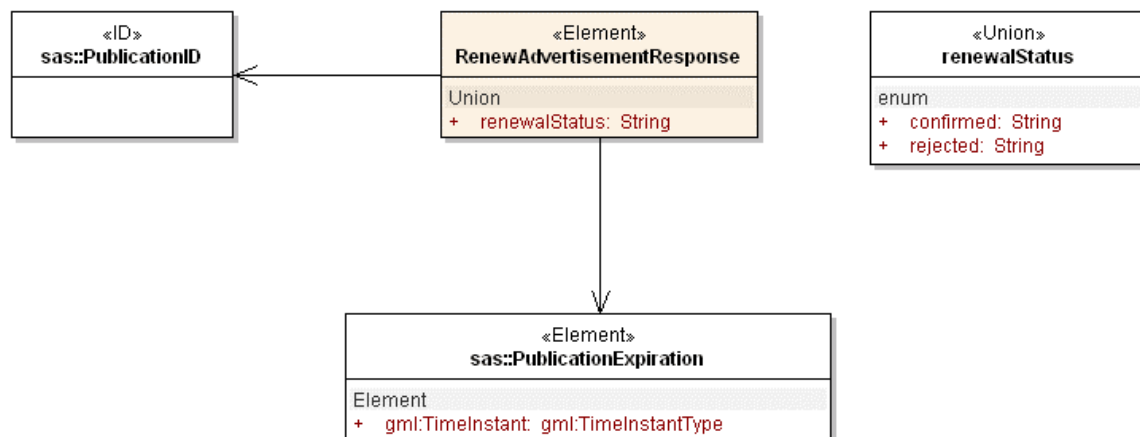 «ID»
sas::PublicationID
«Element»
RenewAdvertisementResponse
Union
+ renewalStatus: String
«Union»
renewalStatus
enum
+ confirmed: String
+ rejected: String
«Element»
sas::PublicationExpiration
Element
+ gml:TimeInstant: gml:TimeInstantType